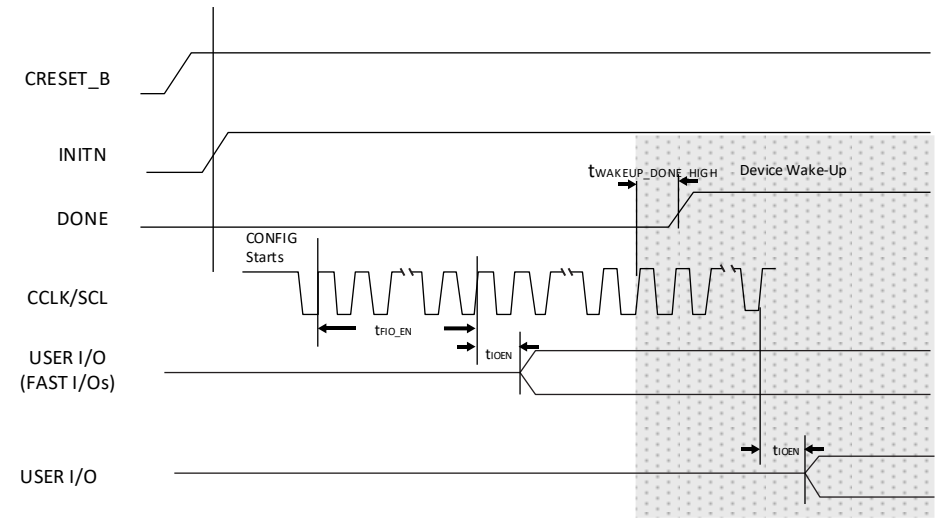 CRESET_B
INITN
tWAKEUP_DONE_HIGH Device Wake-Up
DONE
CONFIG
Starts
CCLK/SCL
tFIO_EN
tIOEN
USER I/O
(FAST I/Os)
tIOEN
USER I/O